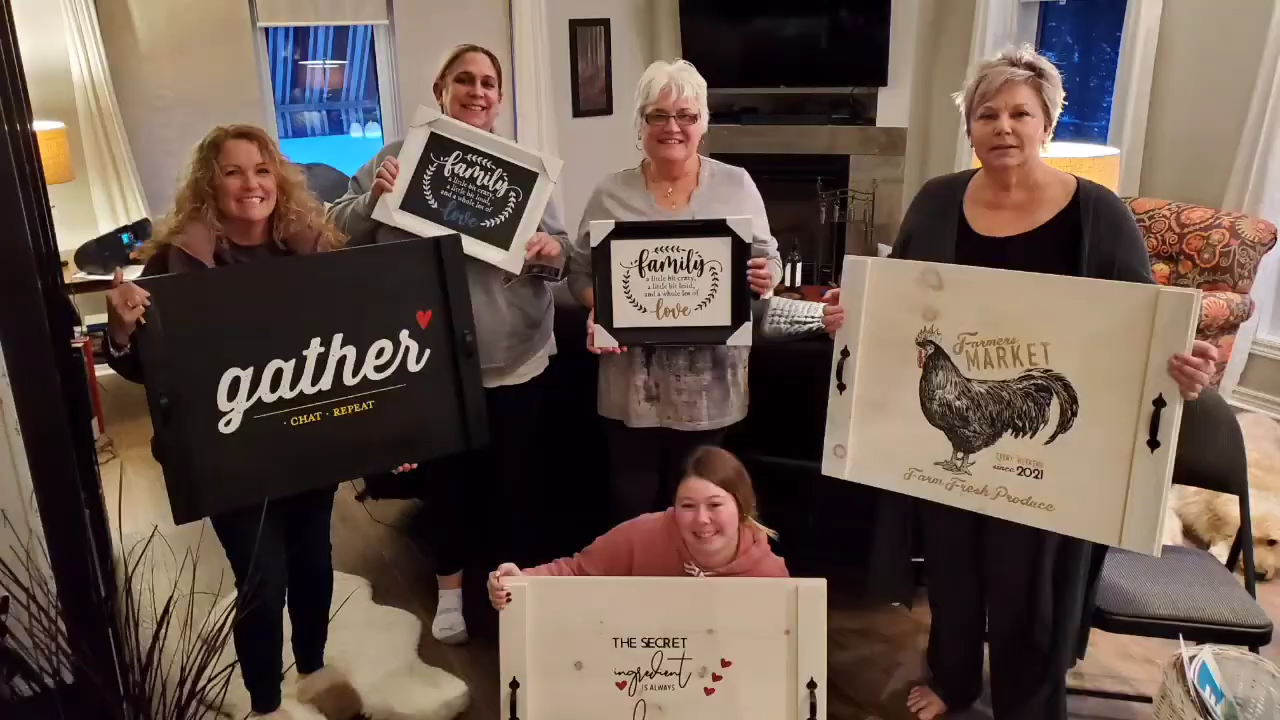 gather
· CHAT · REPEAT
family
a little bit crazy,
a little bit loud,
and a whole lot of
love
family
a little bit crazy,
a little bit loud,
and a whole lot of
love
Farmers
MARKET
since 2021
Farm Fresh Produce
THE SECRET
ingredient
IS ALWAYS